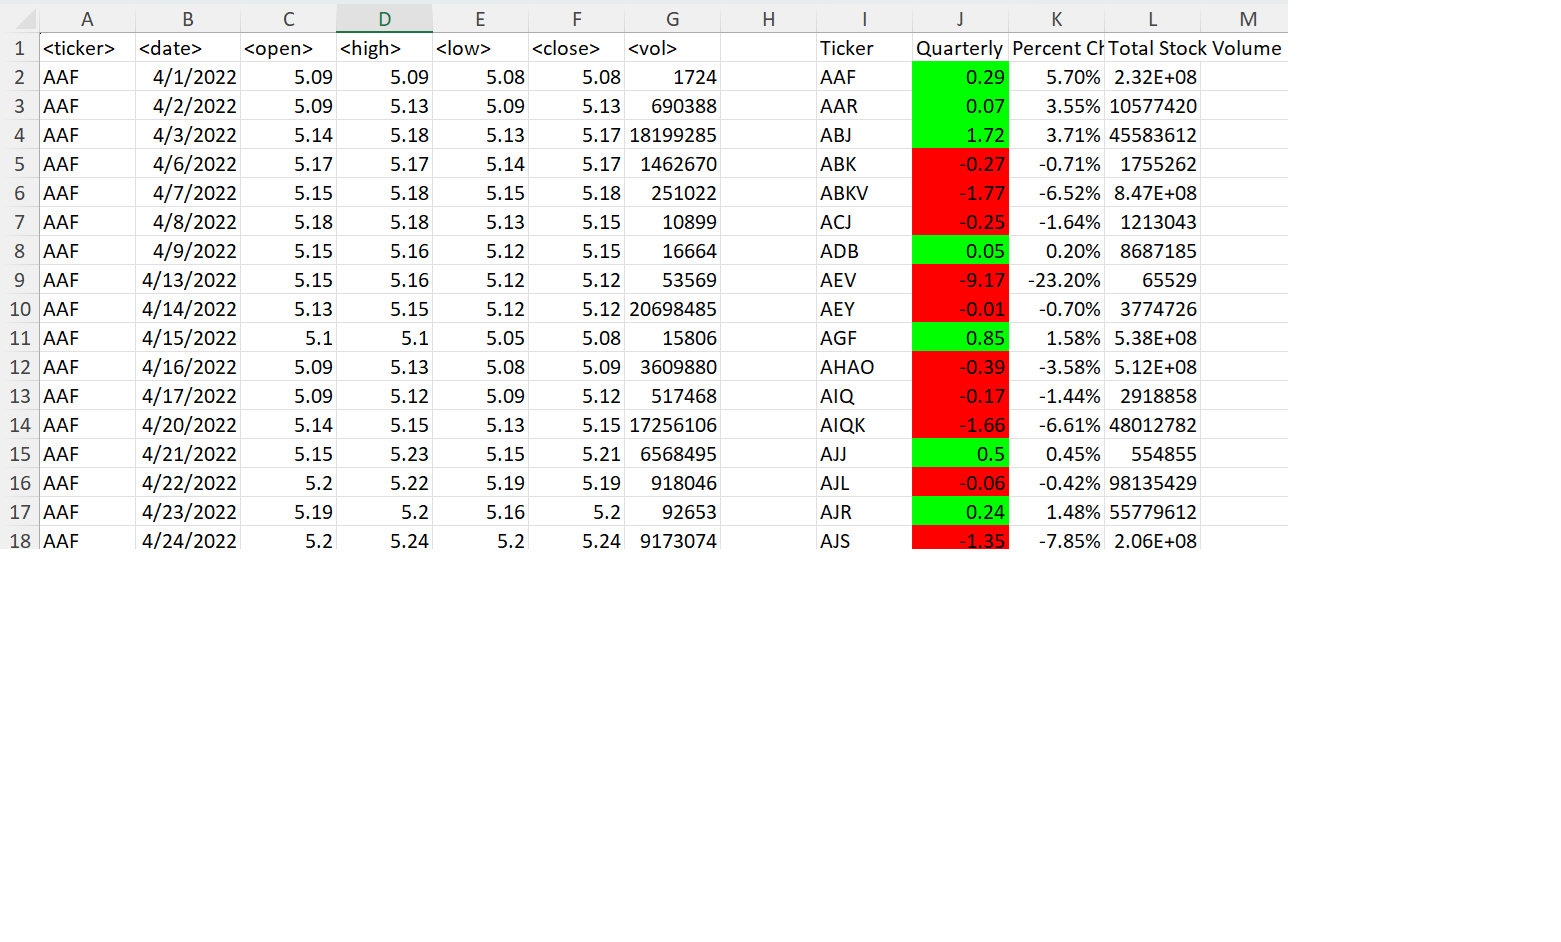 A B C D E F G H I J K L M
1 <ticker> <date> <open> <high> <low> <close> <vol> Ticker Quarterly Percent Ch Total Stock Volume
2 AAF 4/1/2022 5.09 5.09 5.08 5.08 1724 AAF 0.29 5.70% 2.32E+08
3 AAF 4/2/2022 5.09 5.13 5.09 5.13 690388 AAR 0.07 3.55% 10577420
4 AAF 4/3/2022 5.14 5.18 5.13 5.17 18199285 ABJ 1.72 3.71% 45583612
5 AAF 4/6/2022 5.17 5.17 5.14 5.17 1462670 ABK -0.27 -0.71% 1755262
6 AAF 4/7/2022 5.15 5.18 5.15 5.18 251022 ABKV -1.77 -6.52% 8.47E+08
7 AAF 4/8/2022 5.18 5.18 5.13 5.15 10899 ACJ -0.25 -1.64% 1213043
8 AAF 4/9/2022 5.15 5.16 5.12 5.15 16664 ADB 0.05 0.20% 8687185
9 AAF 4/13/2022 5.15 5.16 5.12 5.12 53569 AEV -9.17 -23.20% 65529
10 AAF 4/14/2022 5.13 5.15 5.12 5.12 20698485 AEY -0.01 -0.70% 3774726
11 AAF 4/15/2022 5.1 5.1 5.05 5.08 15806 AGF 0.85 1.58% 5.38E+08
12 AAF 4/16/2022 5.09 5.13 5.08 5.09 3609880 AHAO -0.39 -3.58% 5.12E+08
13 AAF 4/17/2022 5.09 5.12 5.09 5.12 517468 AIQ -0.17 -1.44% 2918858
14 AAF 4/20/2022 5.14 5.15 5.13 5.15 17256106 AIQK -1.66 -6.61% 48012782
15 AAF 4/21/2022 5.15 5.23 5.15 5.21 6568495 AJJ 0.5 0.45% 554855
16 AAF 4/22/2022 5.2 5.22 5.19 5.19 918046 AJL -0.06 -0.42% 98135429
17 AAF 4/23/2022 5.19 5.2 5.16 5.2 92653 AJR 0.24 1.48% 55779612
18 AAF 4/24/2022 5.2 5.24 5.2 5.24 9173074 AJS -1.35 -7.85% 2.06E+08